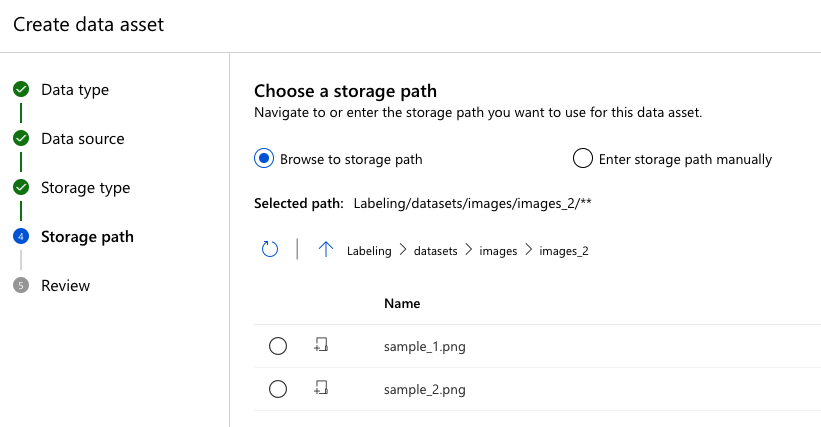 Create data asset
Data type
Data source
Storage type
4 Storage path
5 Review
Choose a storage path
Navigate to or enter the storage path you want to use for this data asset.
Browse to storage path Enter storage path manually
Selected path: Labeling/datasets/images/images_2/**
Labeling > datasets > images > images_2
Name
sample_1.png
sample_2.png